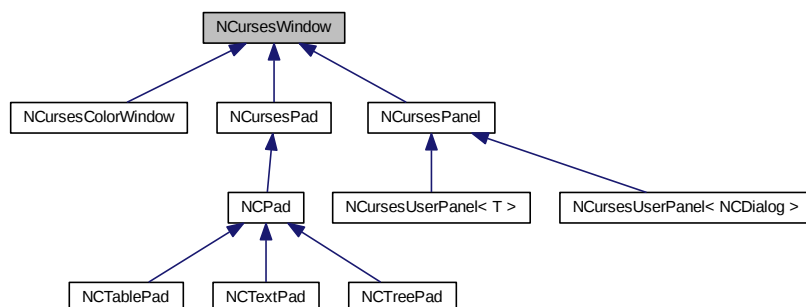 NCursesWindow
NCursesColorWindow
NCursesPad
NCursesPanel
NCPad
NCursesUserPanel< T >
NCursesUserPanel< NCDialog >
NCTablePad
NCTextPad
NCTreePad